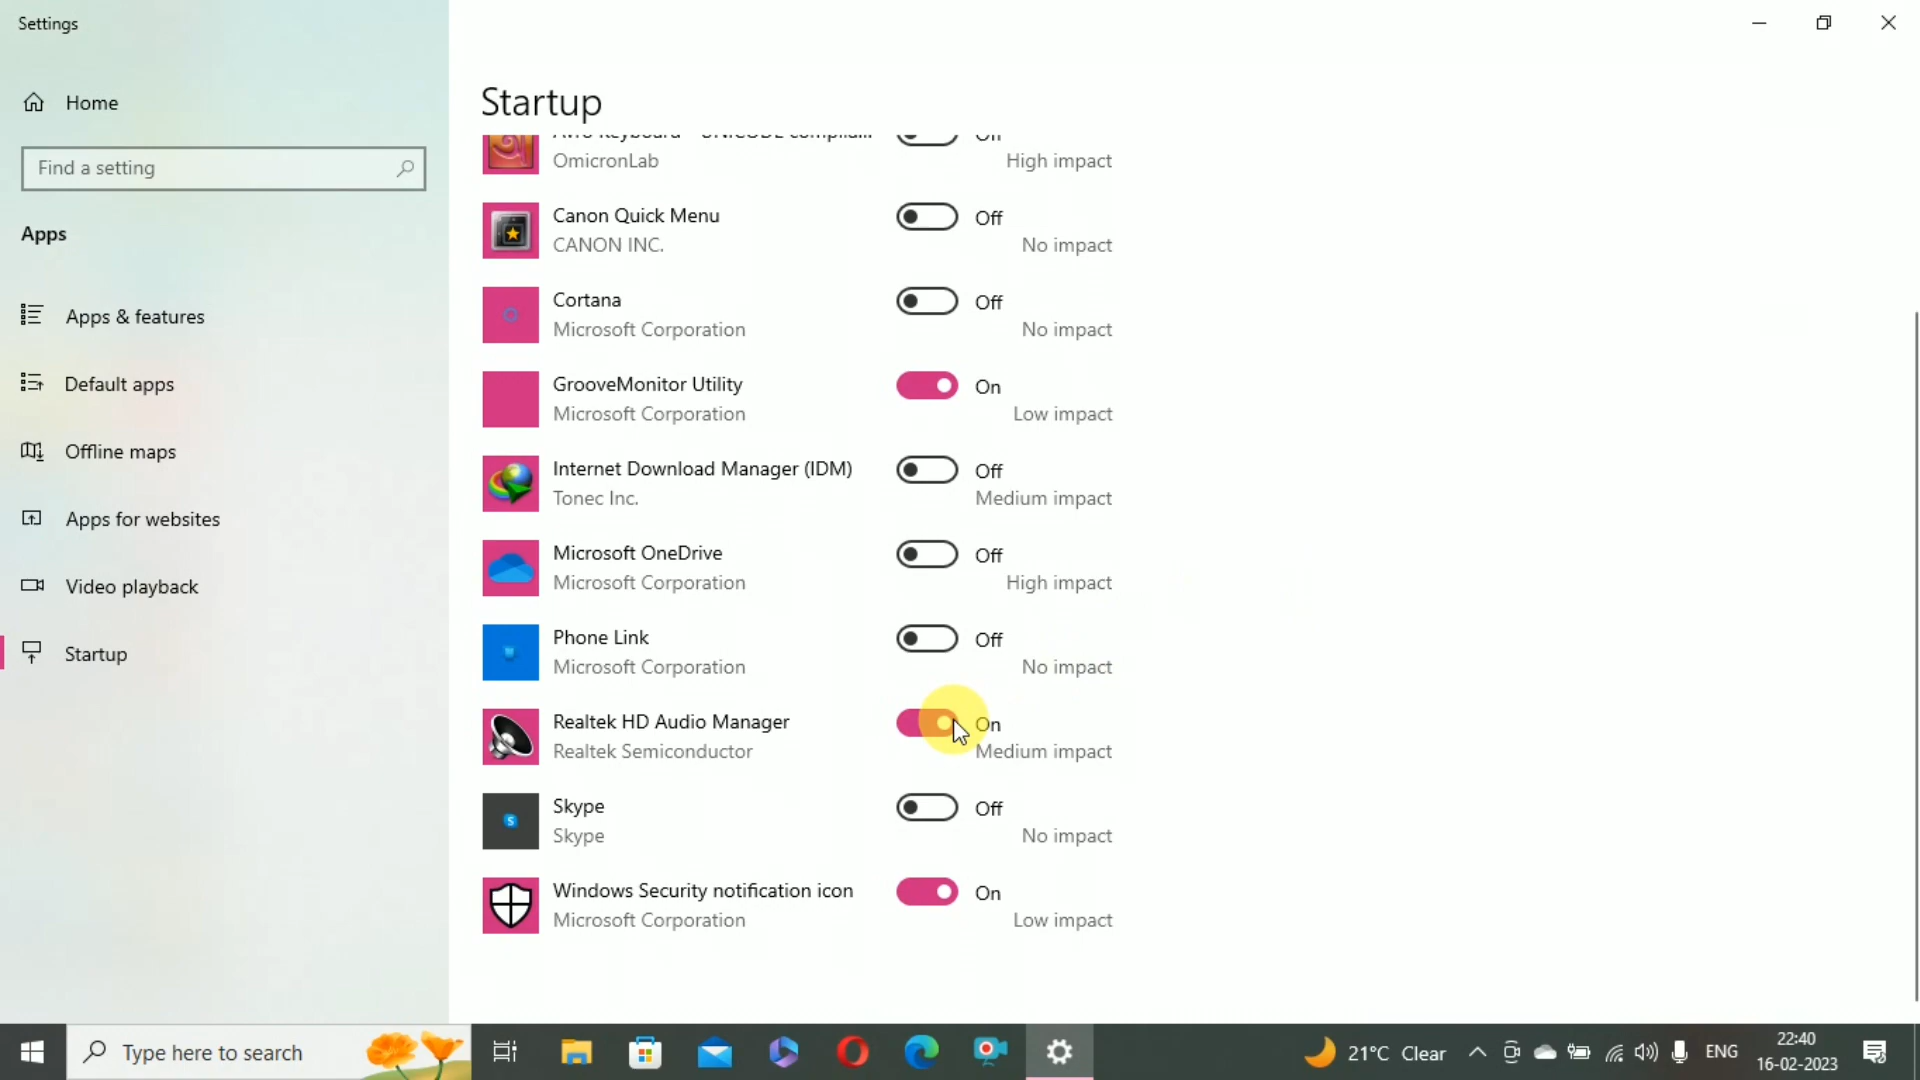 Settings
Home
Find a setting
Apps
Apps & features
Default apps
Offline maps
Apps for websites
Video playback
Startup
Startup
Off
OmicronLab
High impact
Canon Quick Menu
Off
CANON INC.
No impact
Cortana
Off
Microsoft Corporation
No impact
GrooveMonitor Utility
On
Microsoft Corporation
Low impact
Internet Download Manager (IDM)
Off
Tonec Inc.
Medium impact
Microsoft OneDrive
Off
Microsoft Corporation
High impact
Phone Link
Off
Microsoft Corporation
No impact
Realtek HD Audio Manager
On
Realtek Semiconductor
Medium impact
Skype
Off
Skype
No impact
Windows Security notification icon
On
Microsoft Corporation
Low impact
Type here to search
21°C Clear
ENG
22:40
16-02-2023